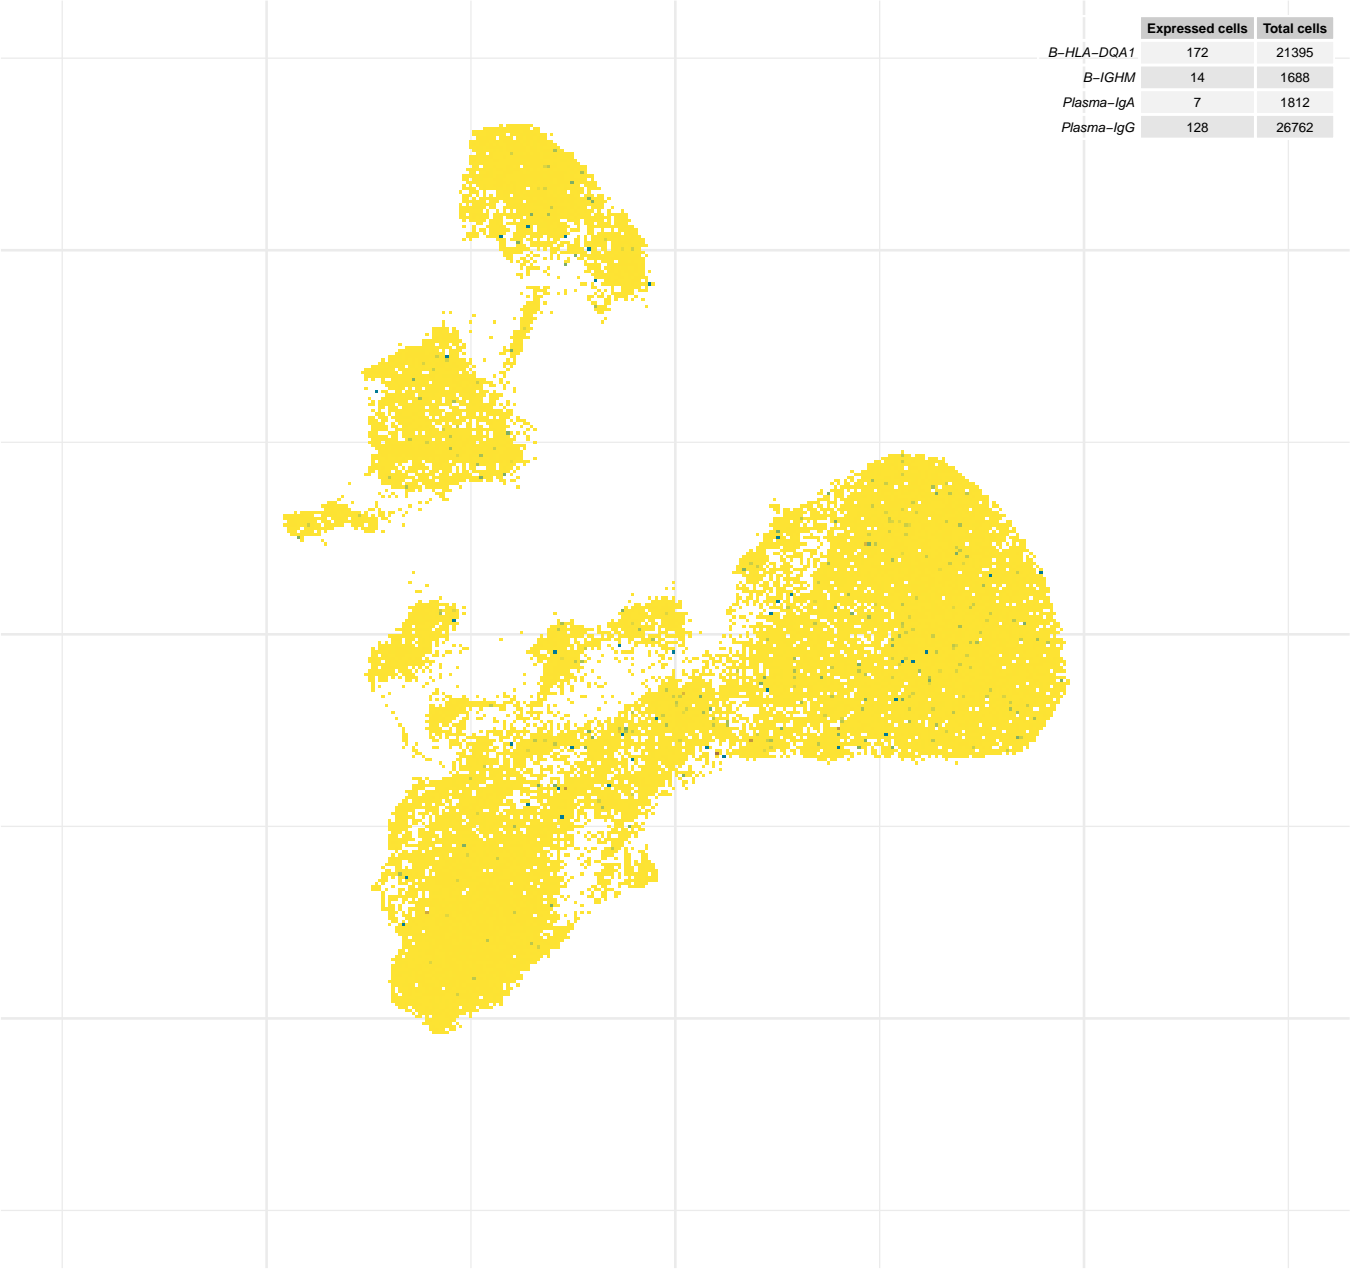 Expressed cells Total cells
B−HLA−DQA1 172 21395
B−IGHM 14 1688
Plasma−IgA 7 1812
Plasma−IgG 128 26762